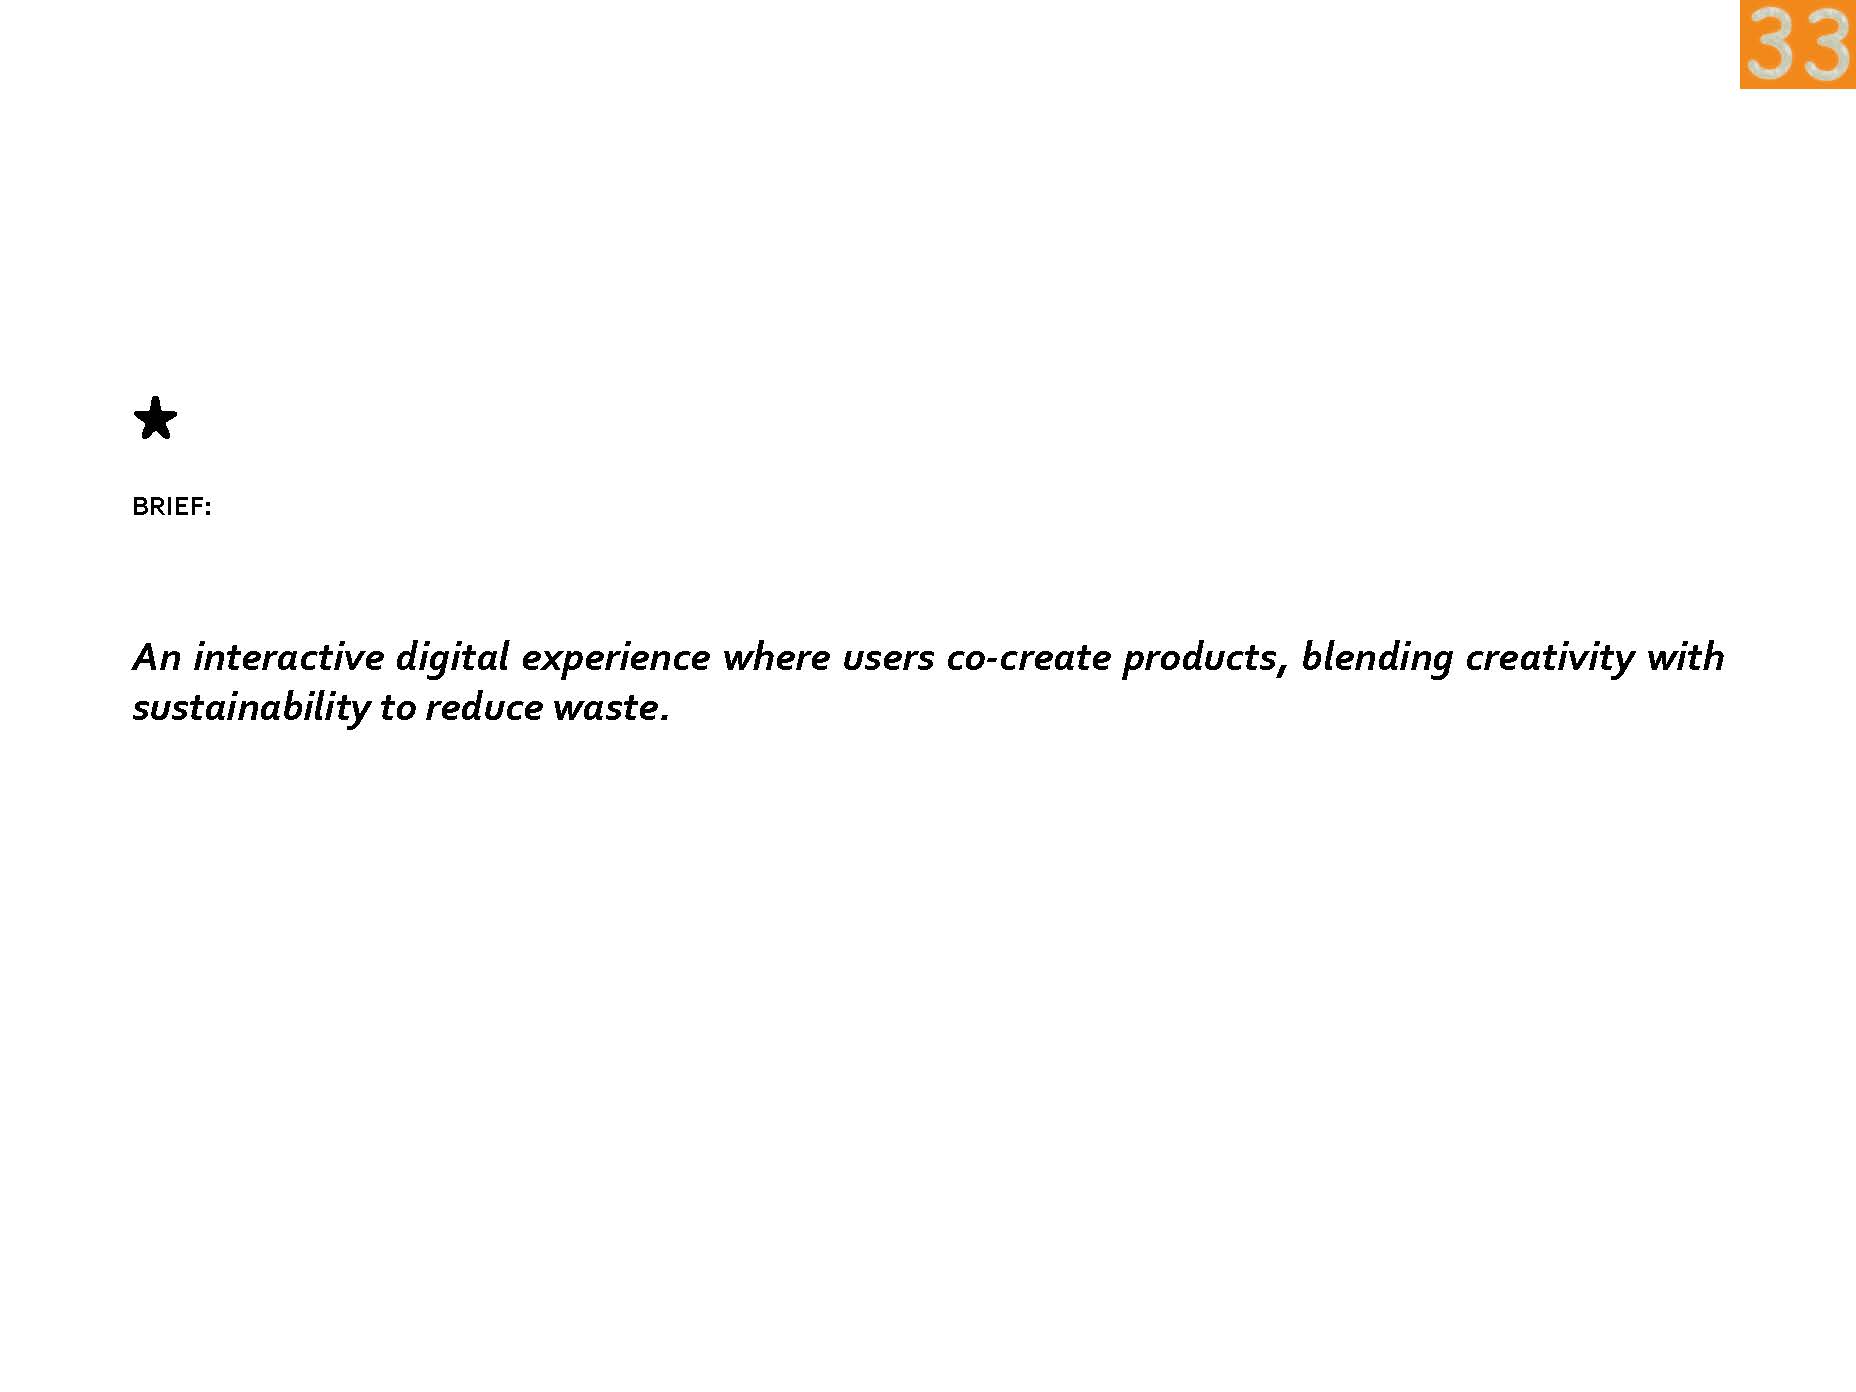 33
BRIEF:
An interactive digital experience where users co-create products, blending creativity with
sustainability to reduce waste.